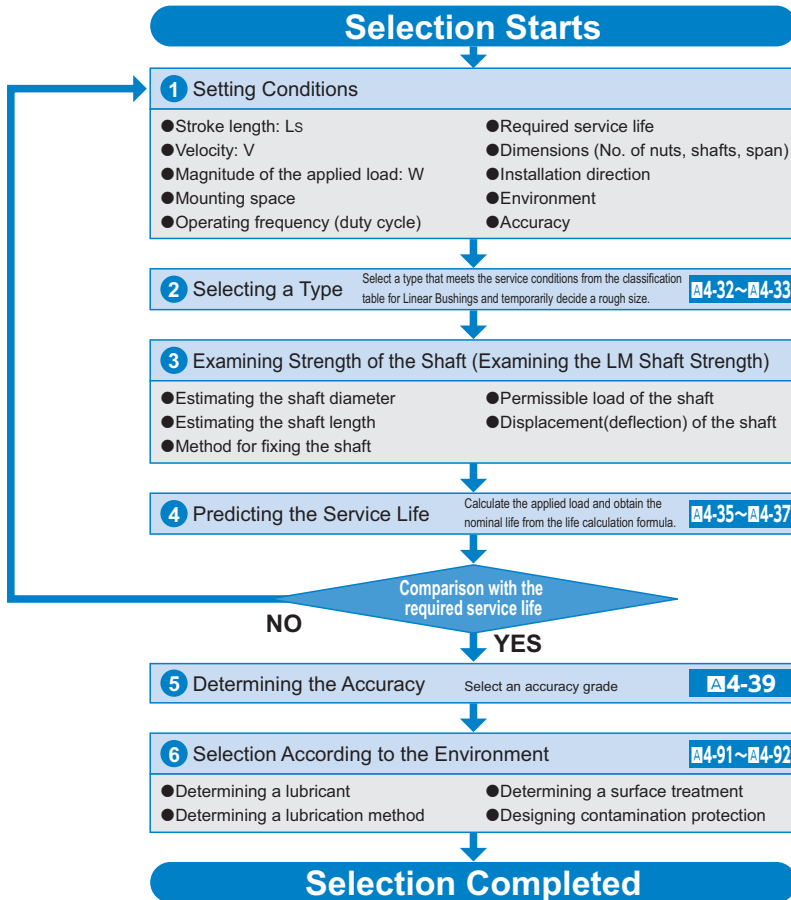 Selection Starts
1 Setting Conditions
●Stroke length: Ls
●Velocity: V
●Magnitude of the applied load: W
●Mounting space
●Operating frequency (duty cycle)
●Required service life
●Dimensions (No. of nuts, shafts, span)
●Installation direction
●Environment
●Accuracy
2 Selecting a Type
Select a type that meets the service conditions from the classification
table for Linear Bushings and temporarily decide a rough size.
A4-32~A4-33
3 Examining Strength of the Shaft (Examining the LM Shaft Strength)
●Estimating the shaft diameter
●Estimating the shaft length
●Method for fixing the shaft
●Permissible load of the shaft
●Displacement(deflection) of the shaft
4 Predicting the Service Life
Calculate the applied load and obtain the
nominal life from the life calculation formula.
A4-35~A4-37
Comparison with the
required service life
NO
YES
5 Determining the Accuracy
Select an accuracy grade
A4-39
6 Selection According to the Environment
A4-91~A4-92
●Determining a lubricant
●Determining a lubrication method
●Determining a surface treatment
●Designing contamination protection
Selection Completed